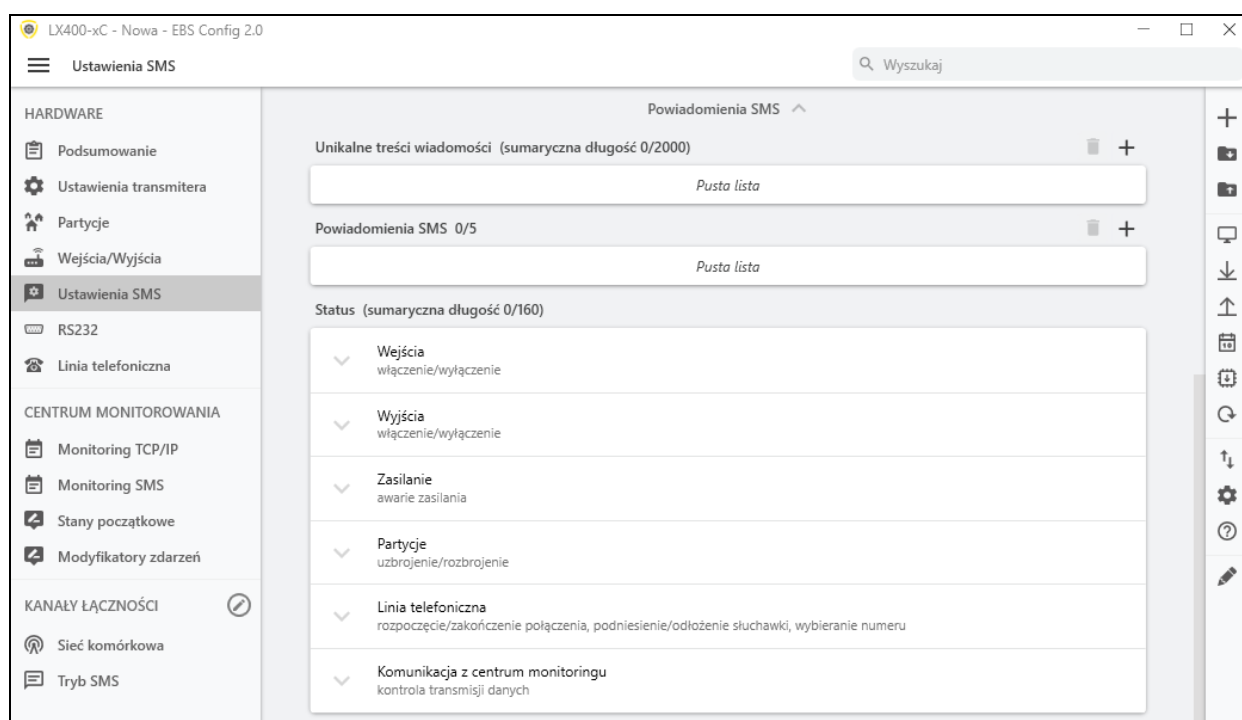 LX400-xC - Nowa - EBS Config 2.0
Ustawienia SMS
Wyszukaj
HARDWARE
Podsumowanie
Ustawienia transmitera
Partycje
Wejścia/Wyjścia
Ustawienia SMS
RS232
Linia telefoniczna
CENTRUM MONITOROWANIA
Monitoring TCP/IP
Monitoring SMS
Stany początkowe
Modyfikatory zdarzeń
KANAŁY ŁĄCZNOŚCI
Sieć komórkowa
Tryb SMS
Powiadomienia SMS
Unikalne treści wiadomości (sumaryczna długość 0/2000)
Pusta lista
Powiadomienia SMS 0/5
Pusta lista
Status (sumaryczna długość 0/160)
Wejścia
włączenie/wyłączenie
Wyjścia
włączenie/wyłączenie
Zasilanie
awarie zasilania
Partycje
uzbrojenie/rozbrojenie
Linia telefoniczna
rozpoczęcie/zakończenie połączenia, podniesienie/odłożenie słuchawki, wybieranie numeru
Komunikacja z centrum monitoringu
kontrola transmisji danych